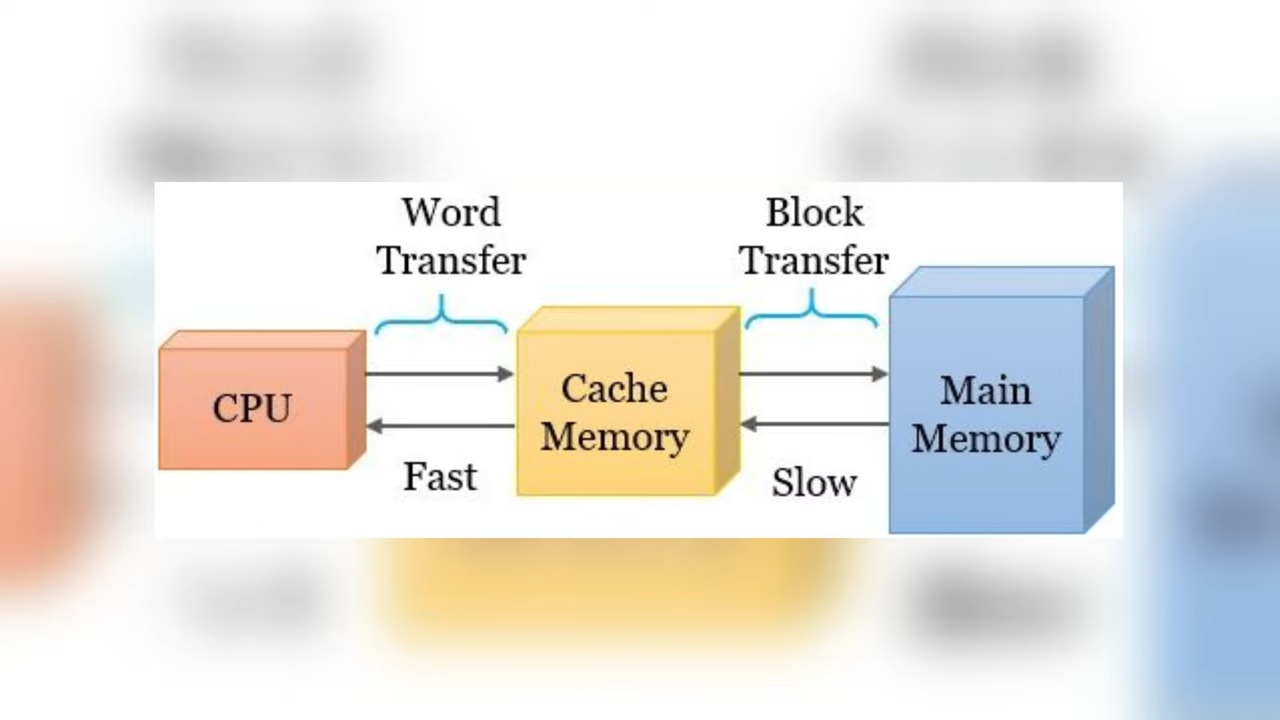 Word
Transfer
Block
Transfer
CPU
Cache
Memory
Main
Memory
Fast
Slow